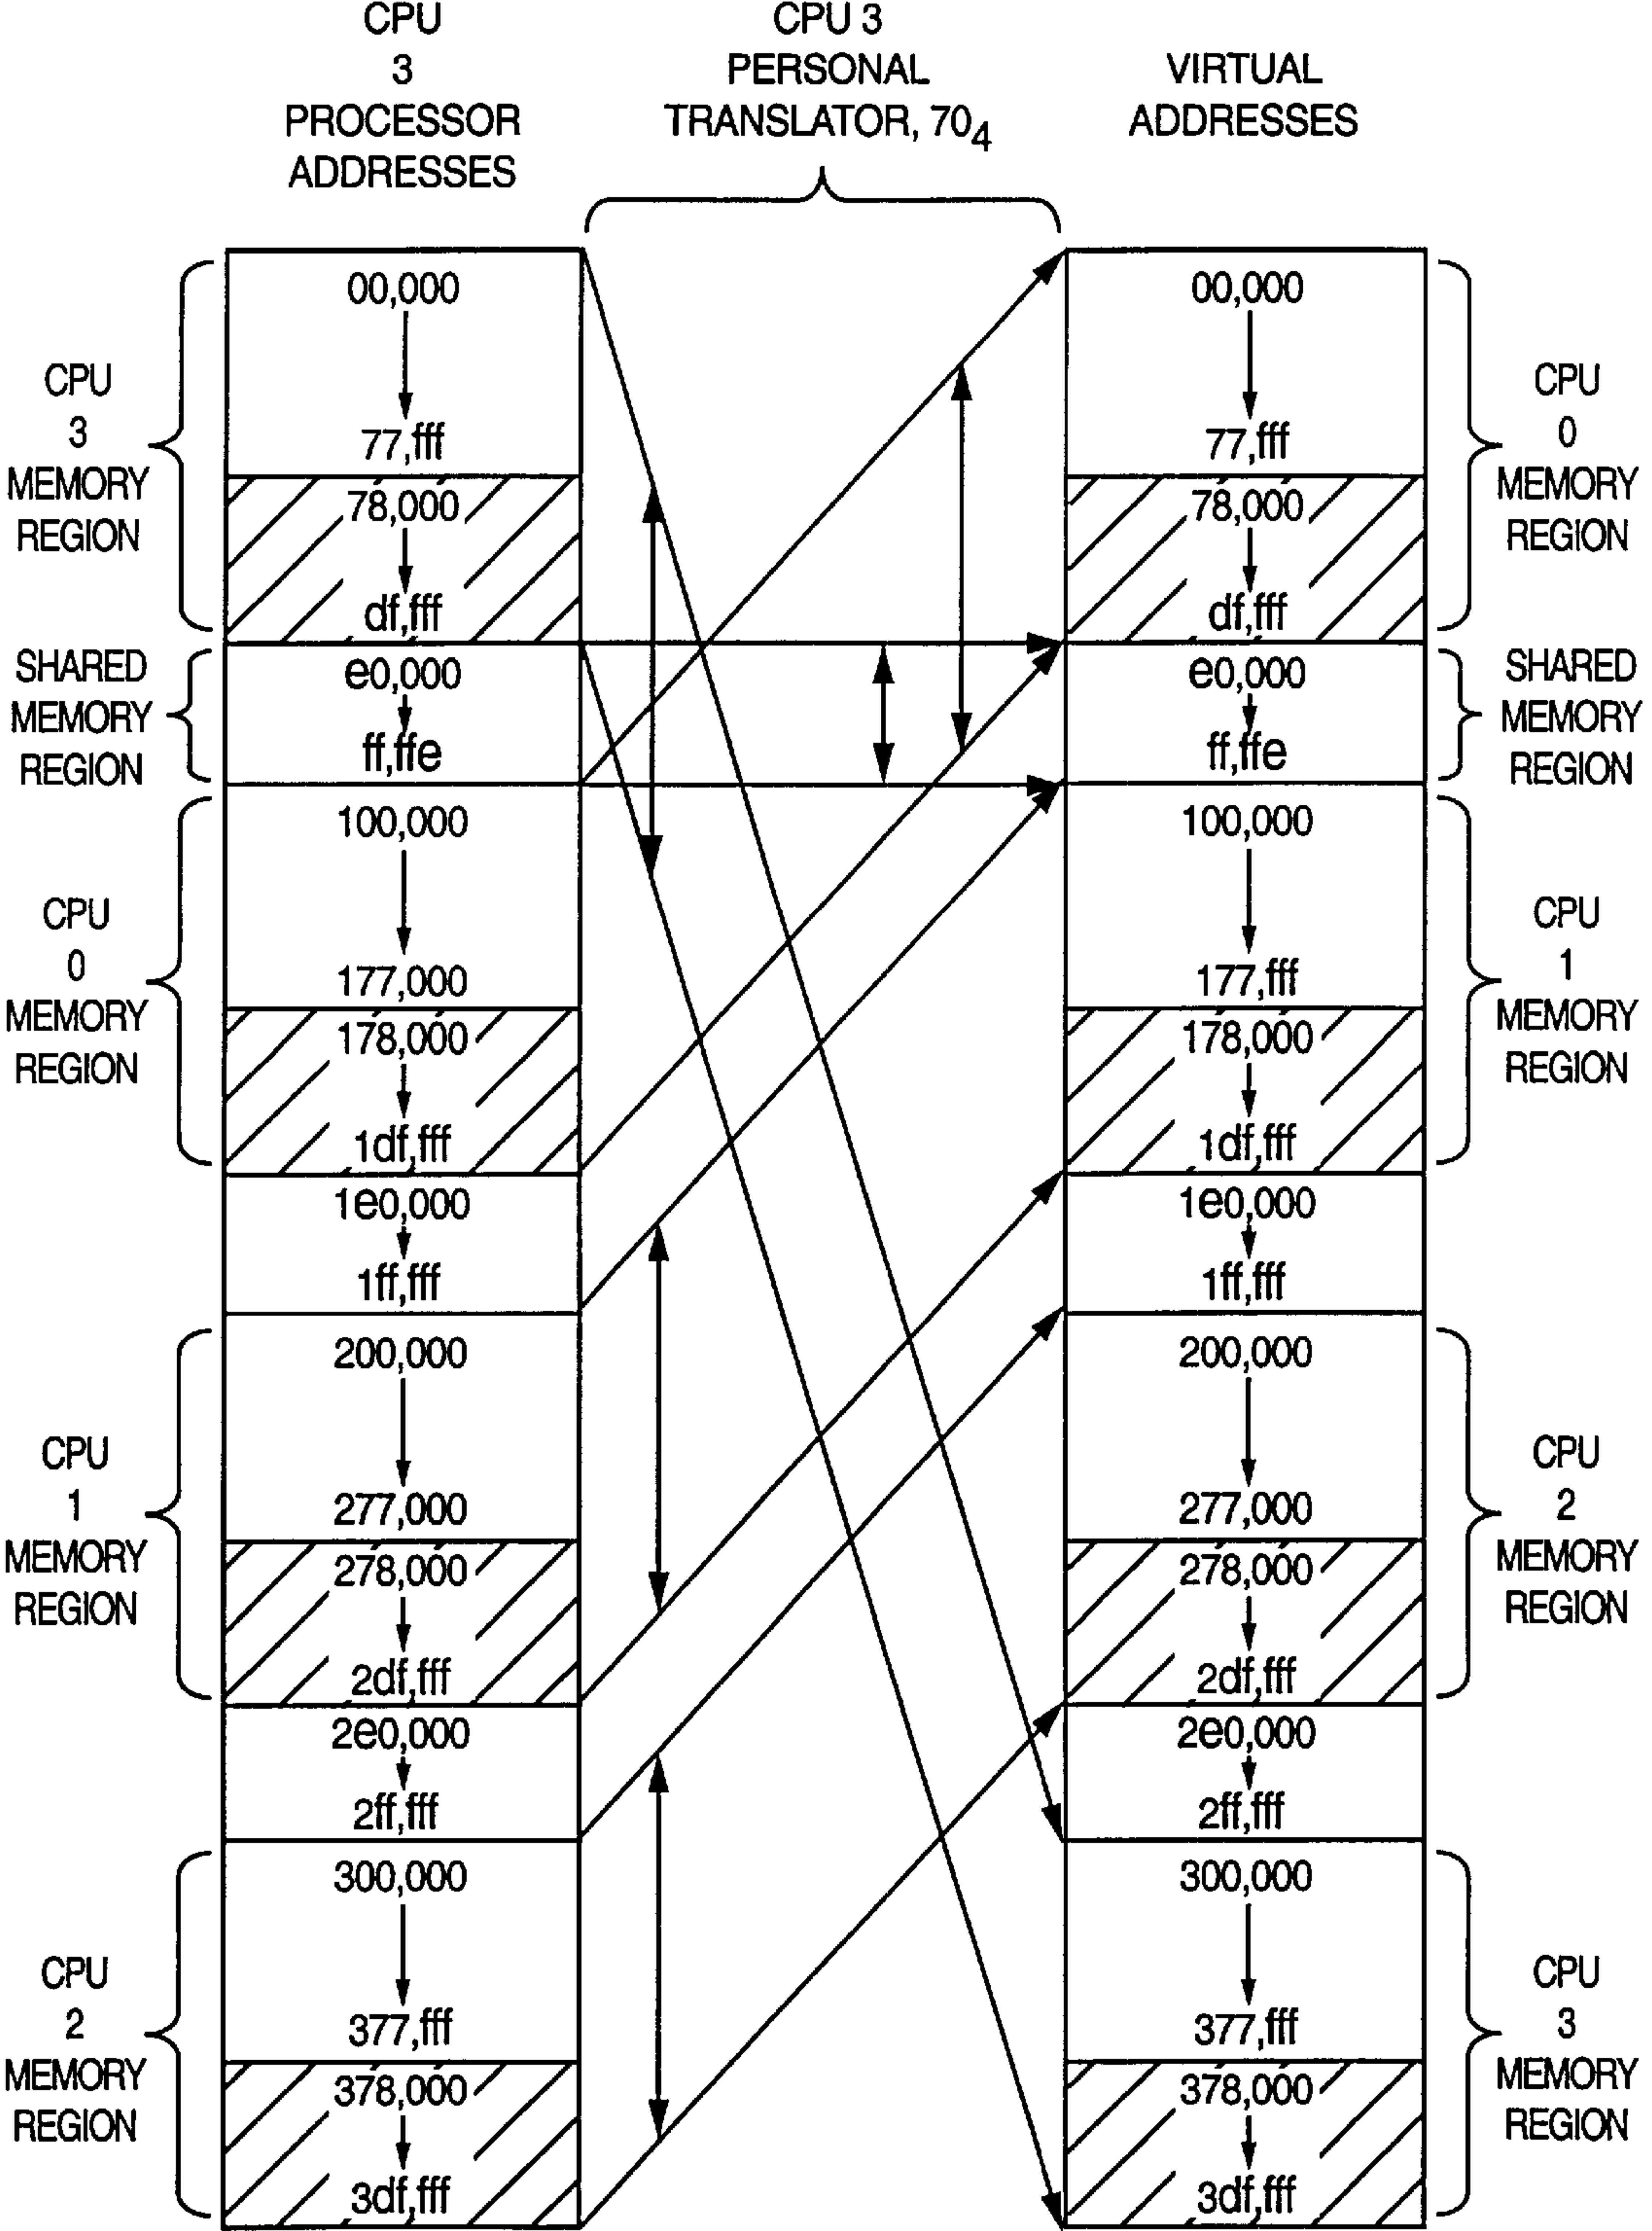 CPU
3
PROCESSOR
ADDRESSES
CPU 3
PERSONAL
TRANSLATOR, 704
VIRTUAL
ADDRESSES
CPU
3
MEMORY
REGION
SHARED
MEMORY
REGION
CPU
0
MEMORY
REGION
CPU
1
MEMORY
REGION
CPU
2
MEMORY
REGION
00,000
77,fff
78,000
df,fff
e0,000
ff,ffe
100,000
177,000
178,000
1df,fff
1e0,000
1ff,fff
200,000
277,000
278,000
2df,fff
2e0,000
2ff,fff
300,000
377,fff
378,000
3df,fff
00,000
77,fff
78,000
df,fff
e0,000
ff,ffe
100,000
177,fff
178,000
1df,fff
1e0,000
1ff,fff
200,000
277,000
278,000
2df,fff
2e0,000
2ff,fff
300,000
377,fff
378,000
3df,fff
CPU
0
MEMORY
REGION
SHARED
MEMORY
REGION
CPU
1
MEMORY
REGION
CPU
2
MEMORY
REGION
CPU
3
MEMORY
REGION